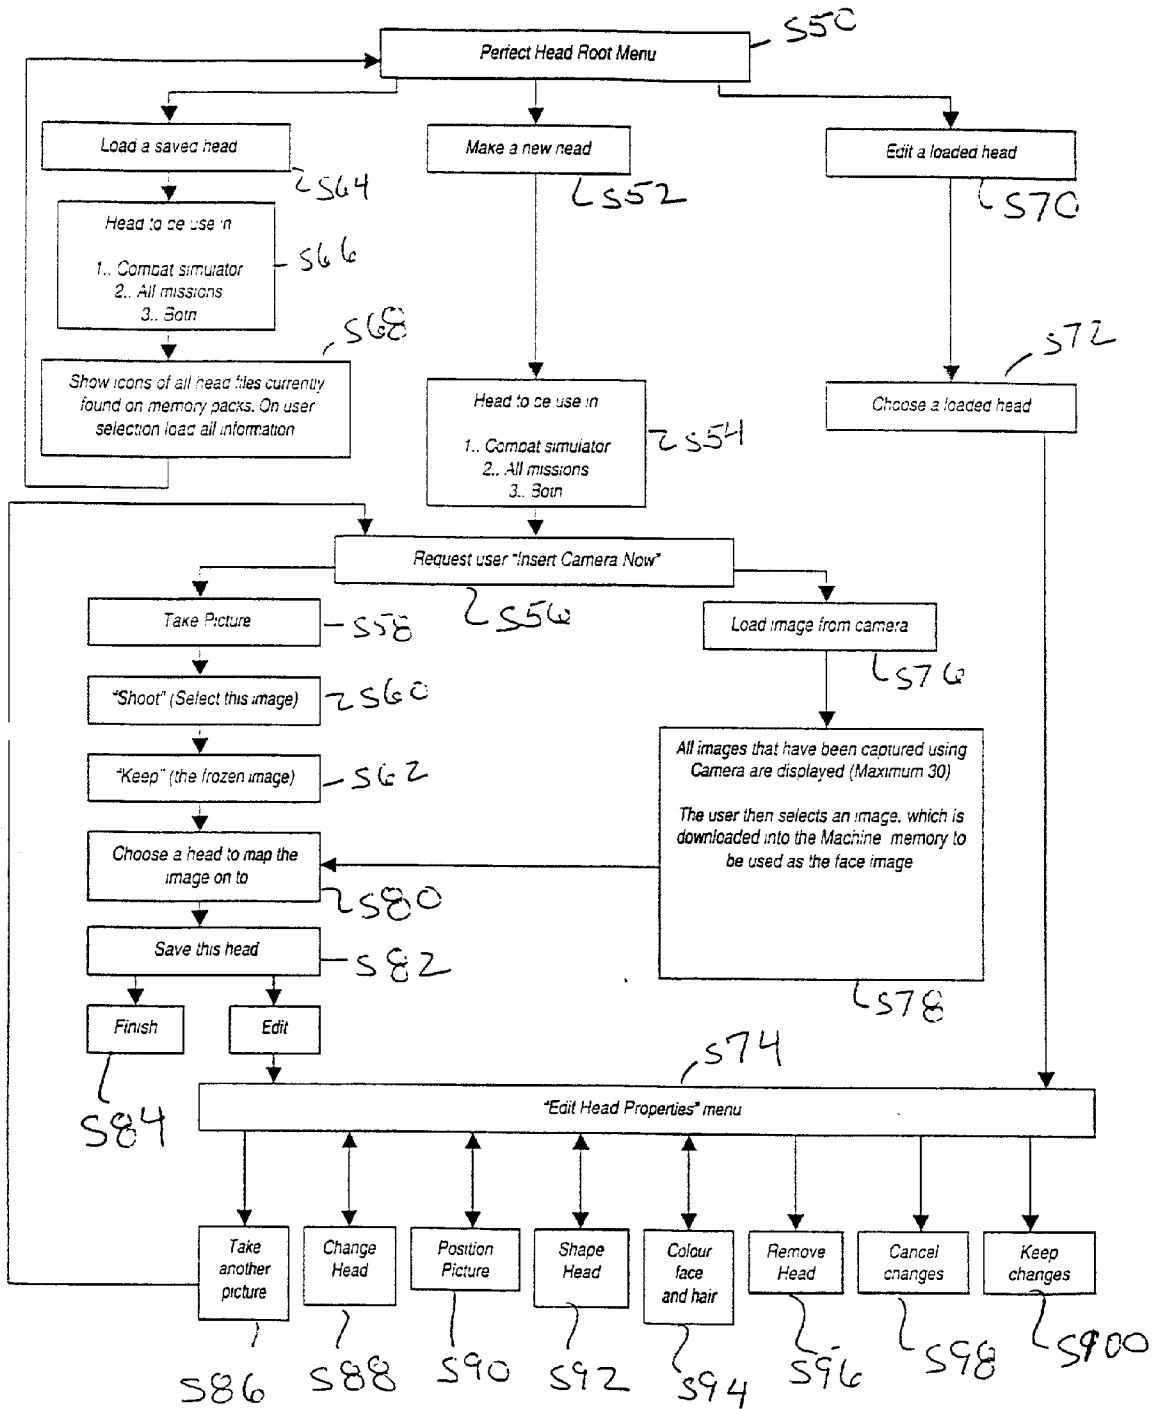 Perfect Head Root Menu
S50
Load a saved head
S64
Make a new head
S52
Edit a loaded head
S70
Head to be use in
1.. Combat simulator
2.. All missions
3.. Both
S66
S68
Show icons of all head files currently
found on memory packs. On user
selection load all information
Head to be use in
1.. Combat simulator
2.. All missions
3.. Both
S54
S72
Choose a loaded head
Request user "Insert Camera Now"
S56
Take Picture
S58
Load image from camera
S76
"Shoot" (Select this image)
S60
"Keep" (the frozen image)
S62
All images that have been captured using
Camera are displayed (Maximum 30)
The user then selects an image, which is
downloaded into the Machine memory to
be used as the face image
S78
Choose a head to map the
image on to
S80
Save this head
S82
Finish
S84
Edit
S74
"Edit Head Properties" menu
Take
another
picture
S86
Change
Head
S88
Position
Picture
S90
Shape
Head
S92
Colour
face
and hair
S94
Remove
Head
S96
Cancel
changes
S98
Keep
changes
S100